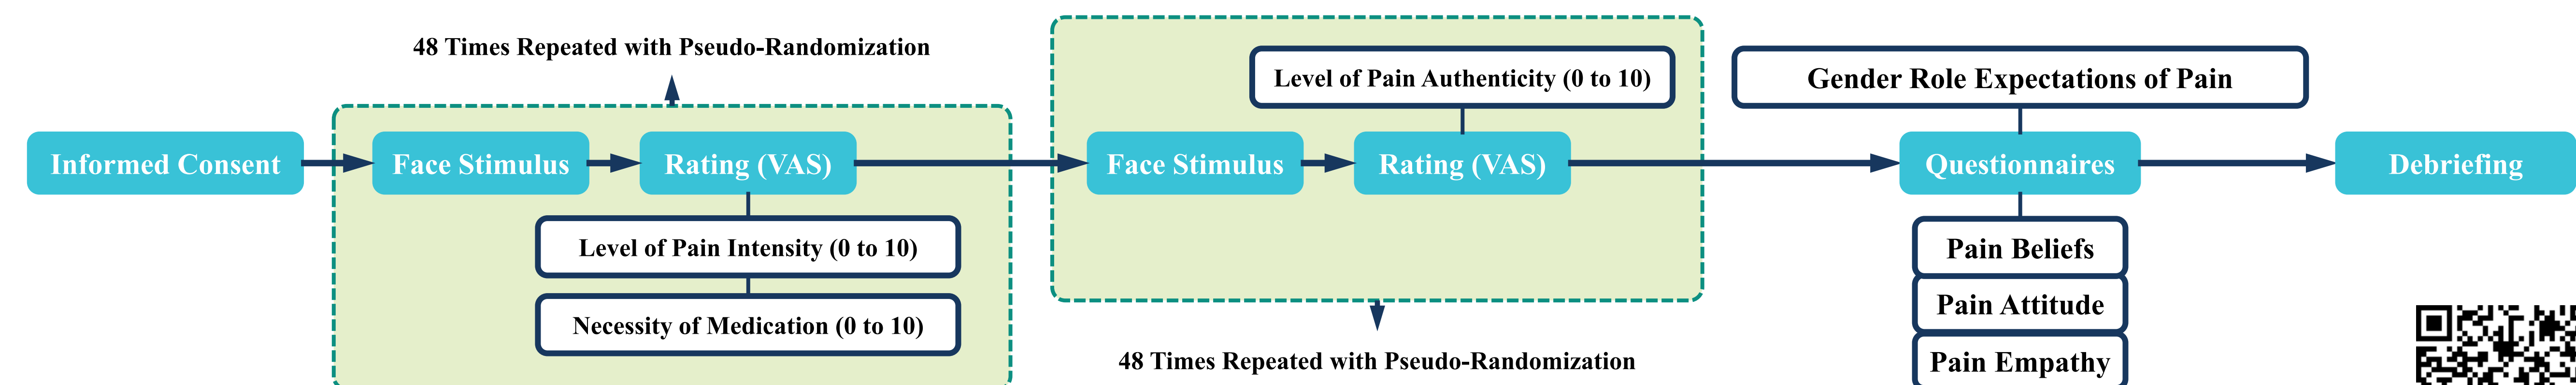 48 Times Repeated with Pseudo-Randomization
Informed Consent
Face Stimulus
Rating (VAS)
Level of Pain Intensity (0 to 10)
Necessity of Medication (0 to 10)
Level of Pain Authenticity (0 to 10)
Face Stimulus
Rating (VAS)
48 Times Repeated with Pseudo-Randomization
Gender Role Expectations of Pain
Questionnaires
Pain Beliefs
Pain Attitude
Pain Empathy
Debriefing